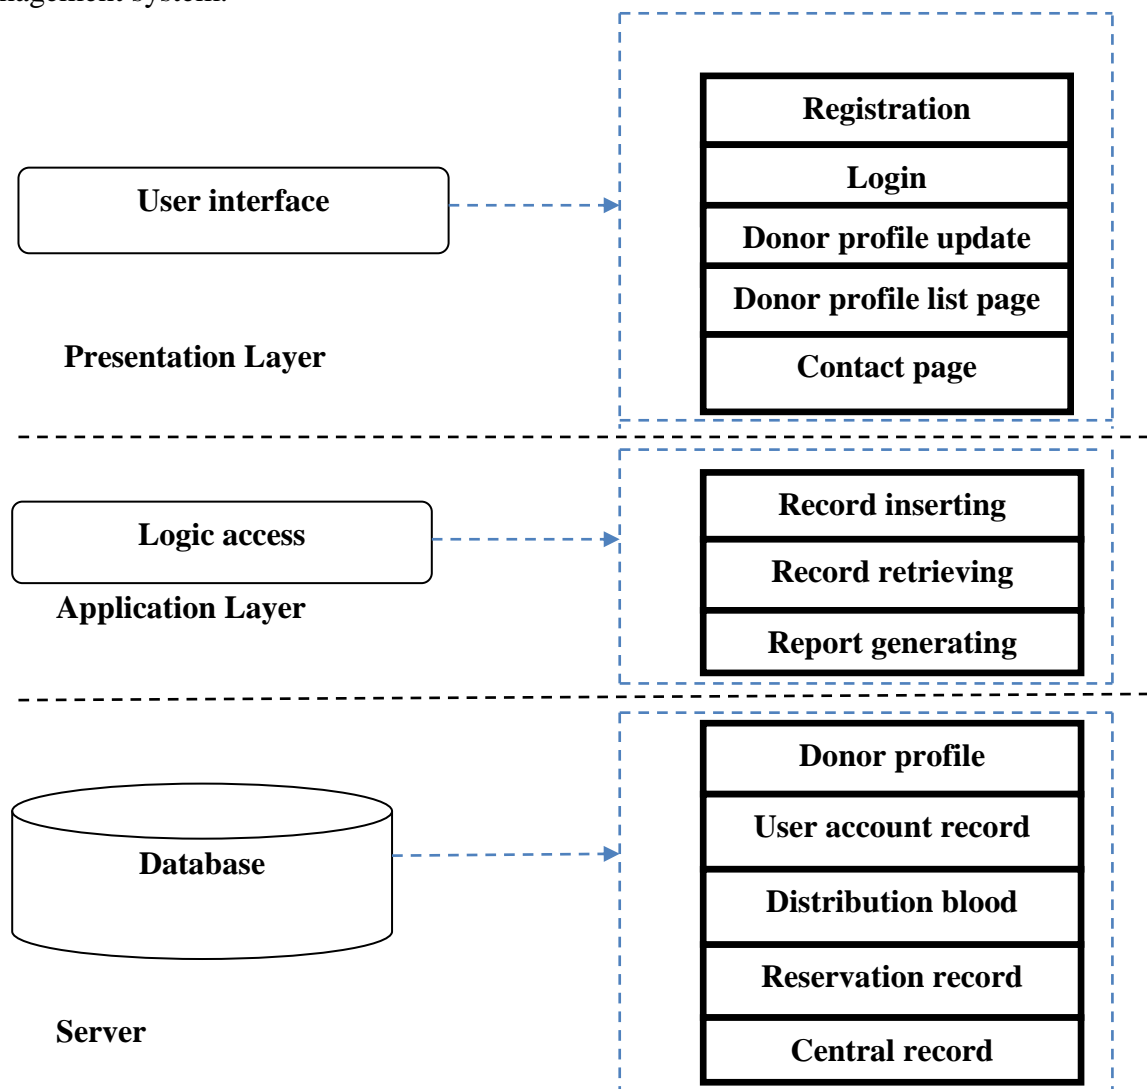 User interface
Presentation Layer
Registration
Login
Donor profile update
Donor profile list page
Contact page
Logic access
Application Layer
Record inserting
Record retrieving
Report generating
Database
Server
Donor profile
User account record
Distribution blood
Reservation record
Central record